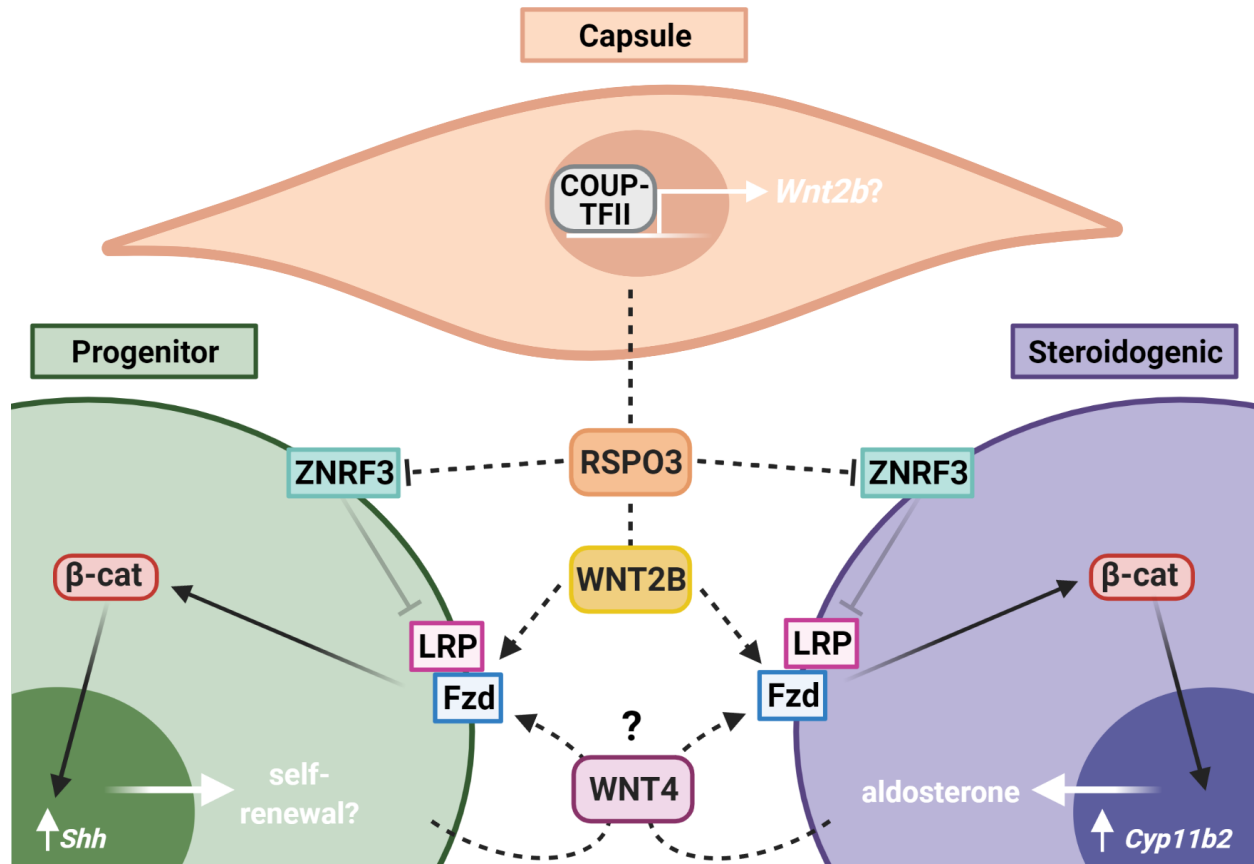 Capsule
COUP-
TFII
Wnt2b?
Progenitor
Steroidogenic
ZNRF3
RSPO3
ZNRF3
β-cat
WNT2B
β-cat
LRP
LRP
Fzd
Fzd
?
WNT4
self-
renewal?
aldosterone
Shh
Cyp11b2